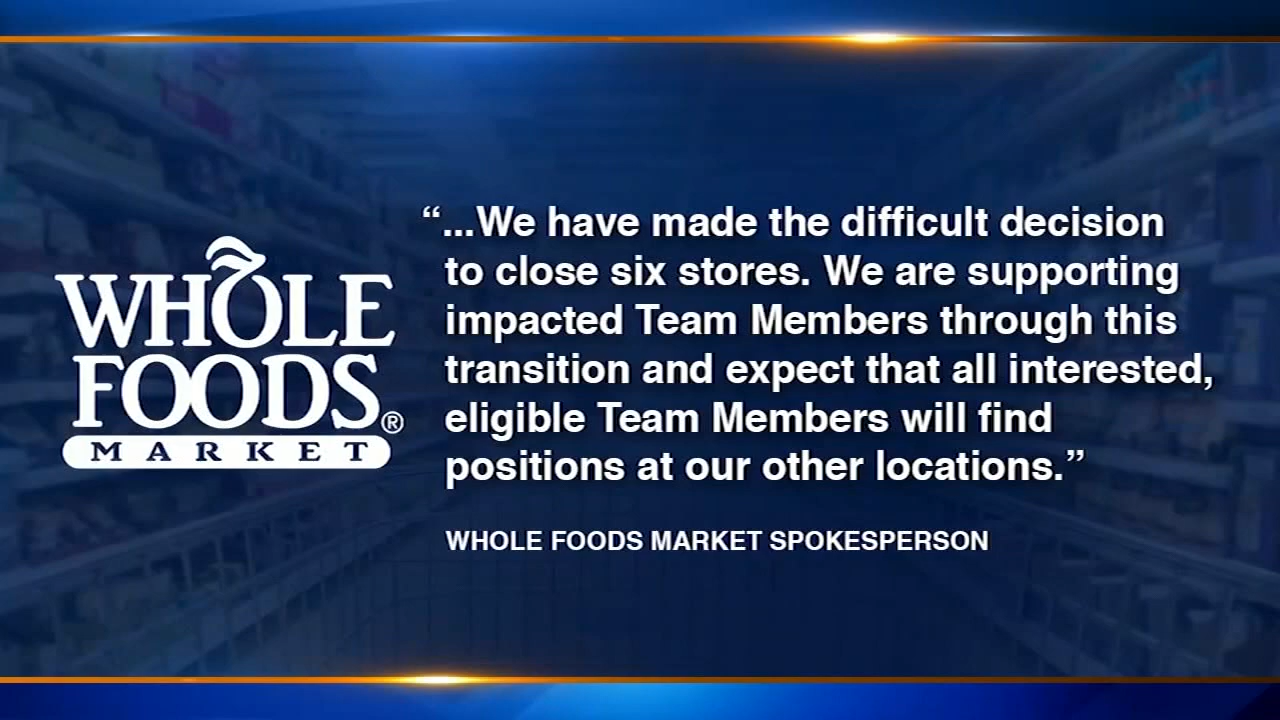 WHOLE
FOODS®
MARKET
“...We have made the difficult decision
to close six stores. We are supporting
impacted Team Members through this
transition and expect that all interested,
eligible Team Members will find
positions at our other locations.”
WHOLE FOODS MARKET SPOKESPERSON